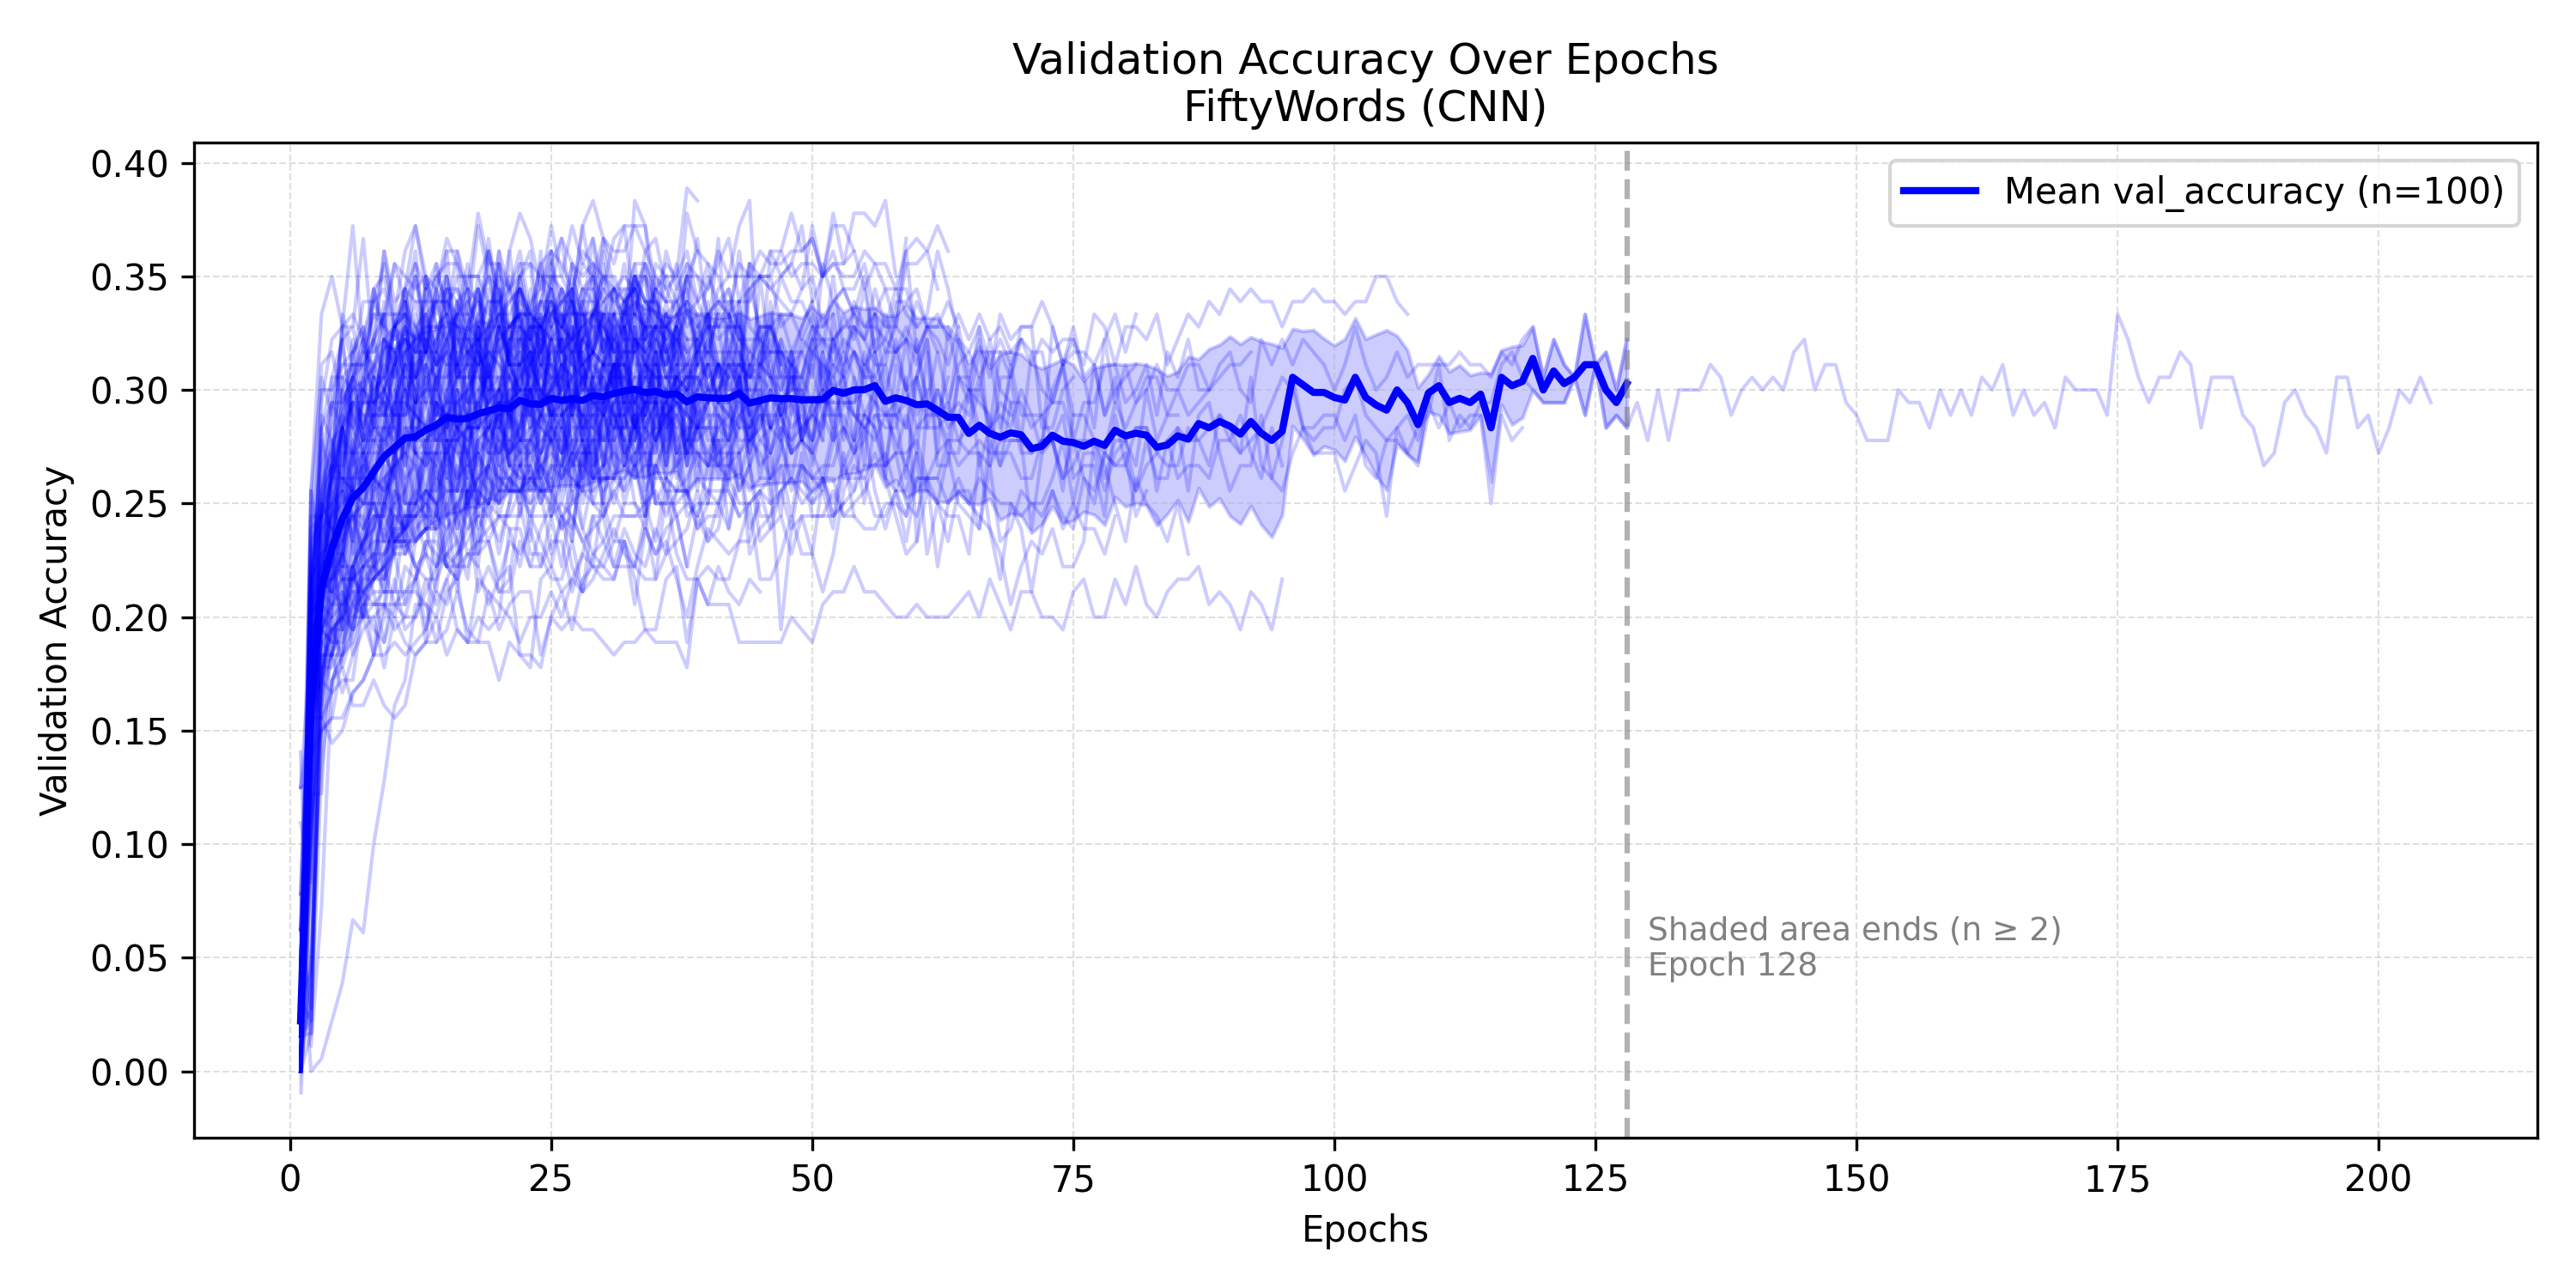 Validation Accuracy Over Epochs
FiftyWords (CNN)
Validation Accuracy
0.40
0.35
0.30
0.25
0.20
0.15
0.10
0.05
0.00
Mean val_accuracy (n=100)
Shaded area ends (n ≥ 2)
Epoch 128
0 25 50 75 100 125 150 175 200
Epochs